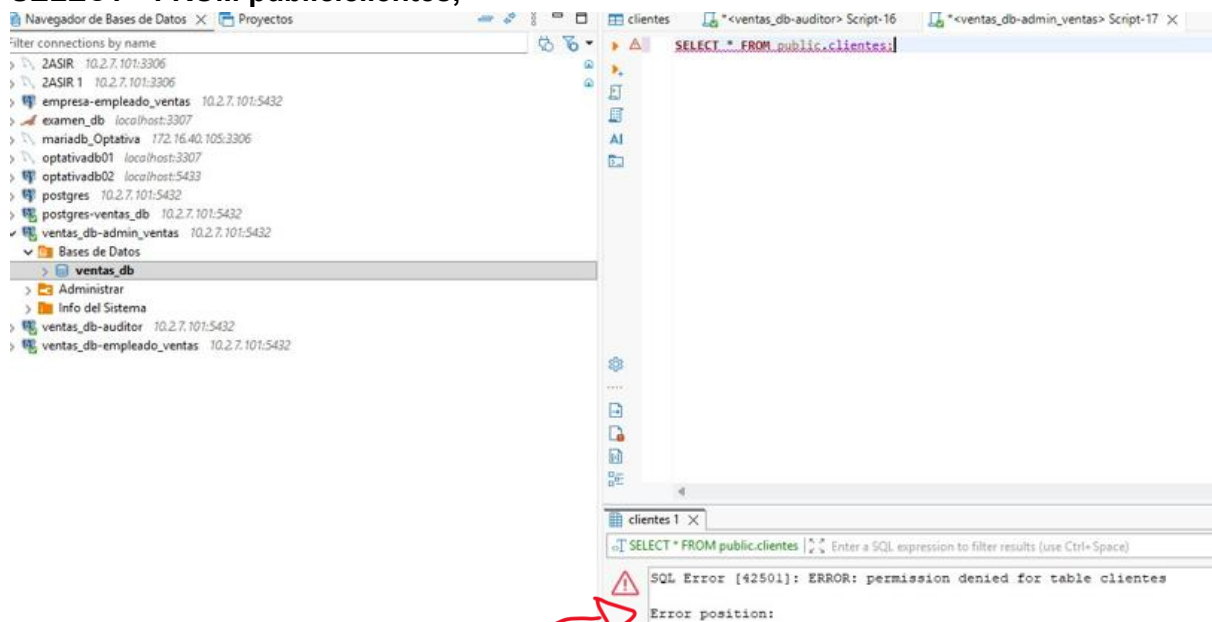 SELECT * FROM public.clientes;
Navegador de Bases de Datos
Proyectos
Filter connections by name
2ASIR 10.2.7.101:3306
2ASIR 1 10.2.7.101:3306
empresa-empleado_ventas 10.2.7.101:5432
examen_db localhost:3307
mariadb_Optativa 172.16.40.105:3306
optativadb01 localhost:3307
optativadb02 localhost:5433
postgres 10.2.7.101:5432
postgres-ventas_db 10.2.7.101:5432
ventas_db-admin_ventas 10.2.7.101:5432
Bases de Datos
ventas_db
Administrar
Info del Sistema
ventas_db-auditor 10.2.7.101:5432
ventas_db-empleado_ventas 10.2.7.101:5432
clientes
*<ventas_db-auditor> Script-16
*<ventas_db-admin_ventas> Script-17
SELECT * FROM public.clientes;
AI
clientes 1
SELECT * FROM public.clientes
Enter a SQL expression to filter results (use Ctrl+Space)
SQL Error [42501]: ERROR: permission denied for table clientes
Error position: